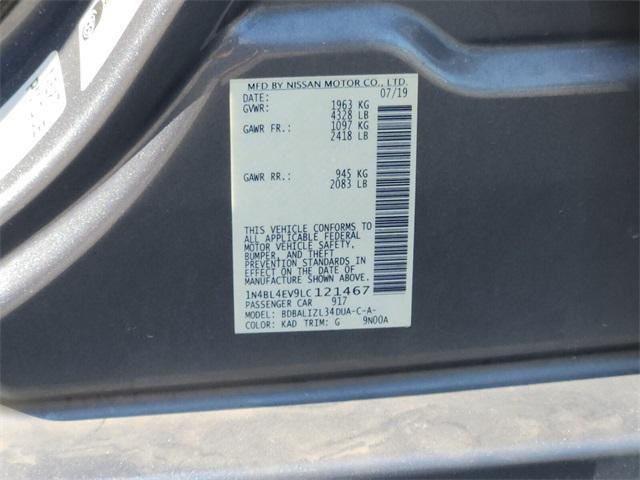 MFD BY NISSAN MOTOR CO., LTD.
DATE: 07/19
GVWR: 1963 KG
4328 LB
GAWR FR.: 1097 KG
2418 LB
GAWR RR.: 945 KG
2083 LB
THIS VEHICLE CONFORMS TO
ALL APPLICABLE FEDERAL
MOTOR VEHICLE SAFETY,
BUMPER, AND THEFT
PREVENTION STANDARDS IN
EFFECT ON THE DATE OF
MANUFACTURE SHOWN ABOVE.
1N4BL4EV9LC121467
PASSENGER CAR 917
MODEL: BDBALIZL34DUA-C-A-
COLOR: KAD TRIM: G 9N00A